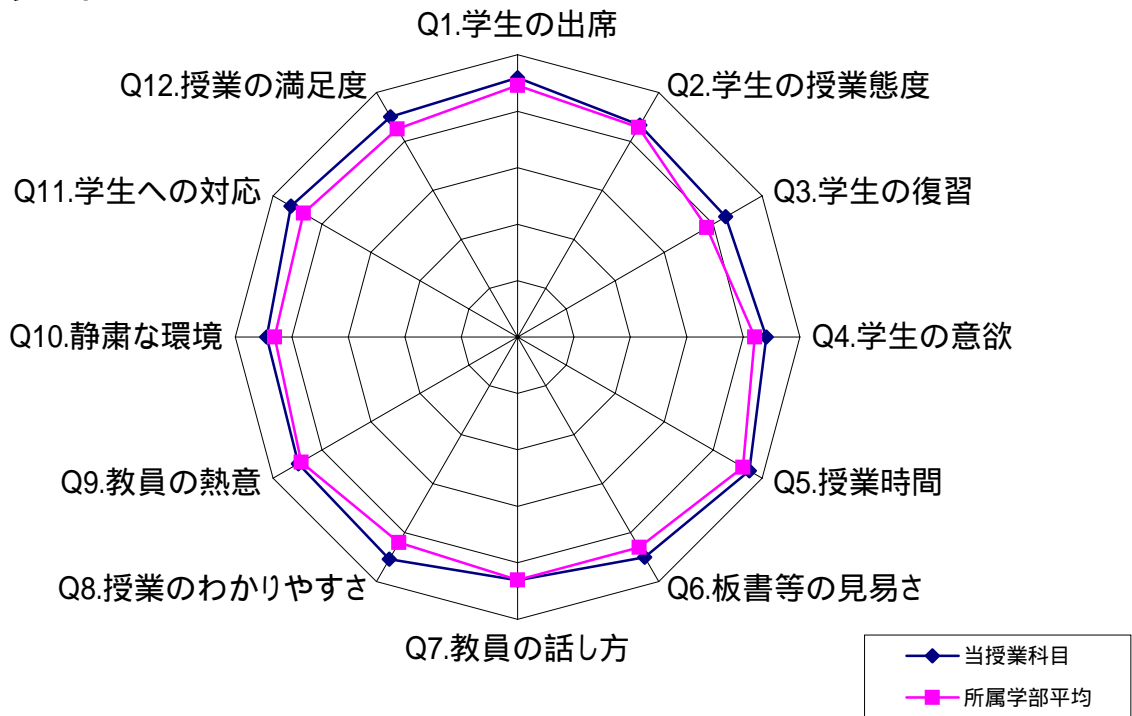 Q1.学生の出席
Q2.学生の授業態度
Q3.学生の復習
Q4.学生の意欲
Q5.授業時間
Q6.板書等の見易さ
Q7.教員の話し方
Q8.授業のわかりやすさ
Q9.教員の熱意
Q10.静粛な環境
Q11.学生への対応
Q12.授業の満足度
当授業科目
所属学部平均